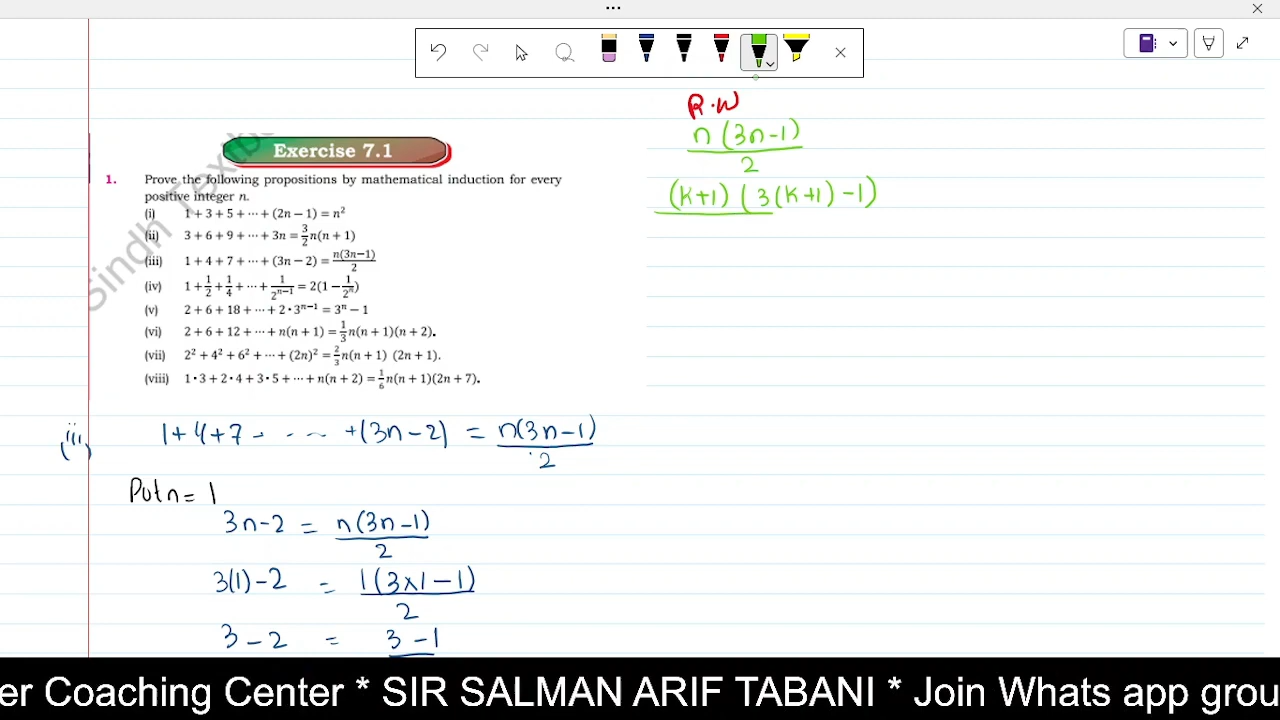 R.W
n(3n-1)
2
(k+1) (3(k+1)-1)
Exercise 7.1
1. Prove the following propositions by mathematical induction for every
positive integer n.
(i) 1 + 3 + 5 + ⋯ + (2n − 1) = n²
(ii) 3 + 6 + 9 + ⋯ + 3n = 3/2 n(n + 1)
(iii) 1 + 4 + 7 + ⋯ + (3n − 2) = n(3n−1)/2
(iv) 1 + 1/2 + 1/4 + ⋯ + 1/2ⁿ⁻¹ = 2(1 − 1/2ⁿ)
(v) 2 + 6 + 18 + ⋯ + 2 • 3ⁿ⁻¹ = 3ⁿ − 1
(vi) 2 + 6 + 12 + ⋯ + n(n + 1) = 1/3 n(n + 1)(n + 2).
(vii) 2² + 4² + 6² + ⋯ + (2n)² = 2/3 n(n + 1) (2n + 1).
(viii) 1 • 3 + 2 • 4 + 3 • 5 + ⋯ + n(n + 2) = 1/6 n(n + 1)(2n + 7).
Sindh
(iii) 1+4+7+ ... +(3n-2) = n(3n-1)
2
Put n = 1
3n-2 = n(3n-1)
2
3(1)-2 = 1(3×1-1)
2
3-2 = 3-1
er Coaching Center * SIR SALMAN ARIF TABANI * Join Whats app grou